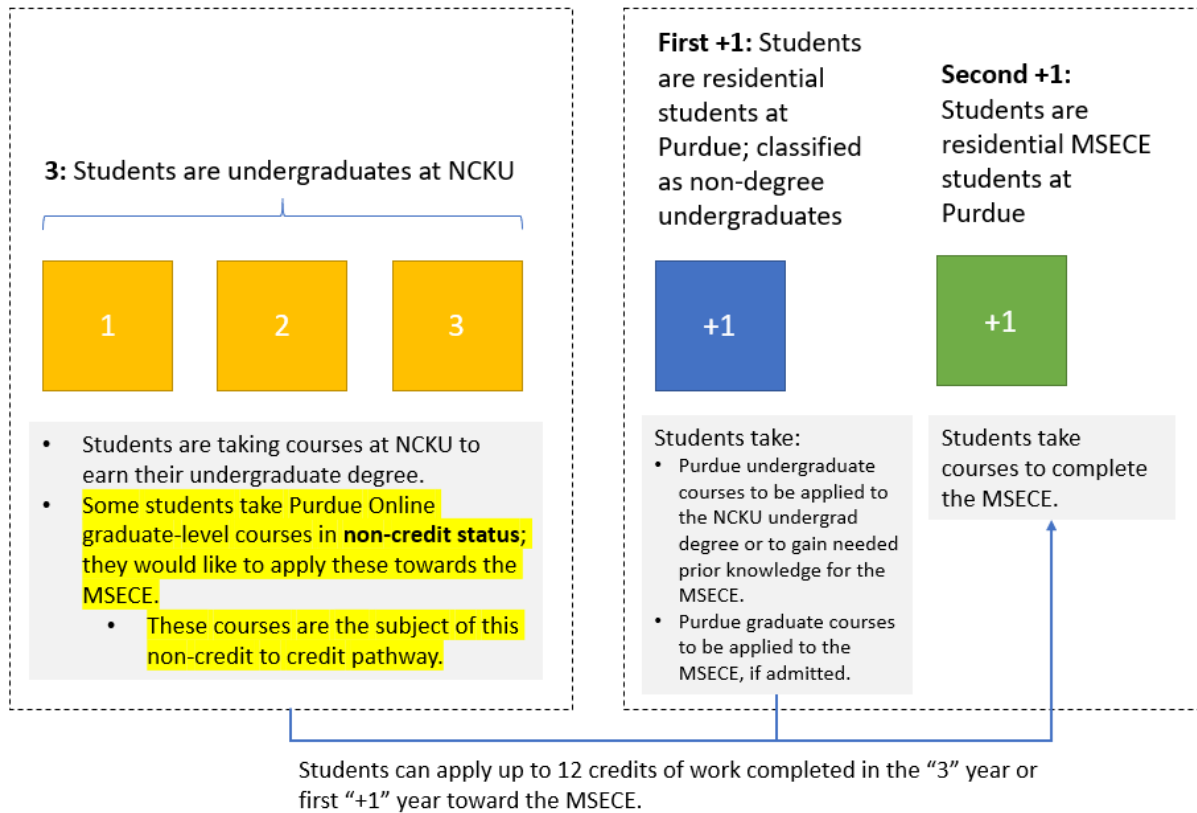 3: Students are undergraduates at NCKU
1
2
3
• Students are taking courses at NCKU to
earn their undergraduate degree.
• Some students take Purdue Online
graduate-level courses in non-credit status;
they would like to apply these towards the
MSECE.
• These courses are the subject of this
non-credit to credit pathway.
First +1: Students
are residential
students at
Purdue; classified
as non-degree
undergraduates
+1
Students take:
• Purdue undergraduate
courses to be applied to
the NCKU undergrad
degree or to gain needed
prior knowledge for the
MSECE.
• Purdue graduate courses
to be applied to the
MSECE, if admitted.
Second +1:
Students are
residential MSECE
students at
Purdue
+1
Students take
courses to complete
the MSECE.
Students can apply up to 12 credits of work completed in the “3” year or
first “+1” year toward the MSECE.